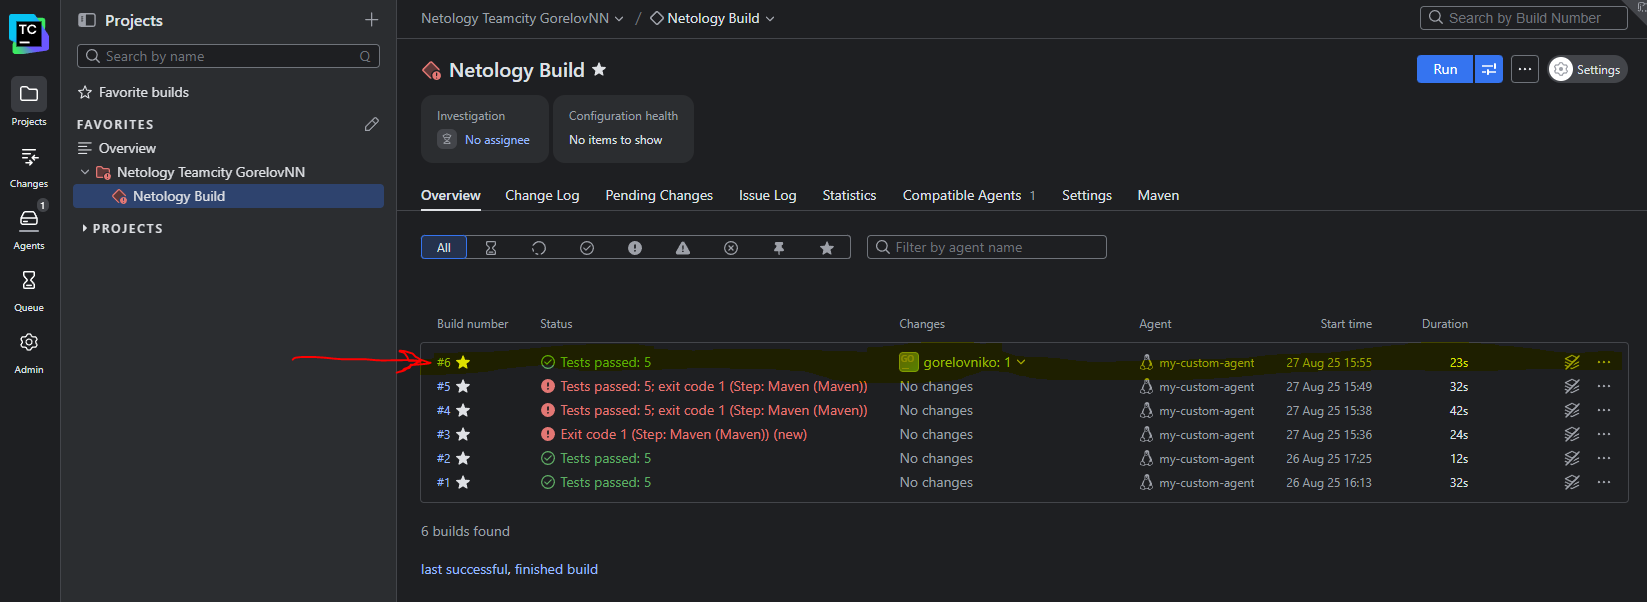 TC
Projects
Changes
1
Agents
Queue
Admin
Projects
Search by name
Q
Favorite builds
FAVORITES
Overview
Netology Teamcity GorelovNN
Netology Build
PROJECTS
Netology Teamcity GorelovNN / Netology Build
Search by Build Number
Netology Build
Run
Settings
Investigation
No assignee
Configuration health
No items to show
Overview Change Log Pending Changes Issue Log Statistics Compatible Agents 1 Settings Maven
All
Filter by agent name
Build number Status Changes Agent Start time Duration
#6 Tests passed: 5 GO gorelovniko: 1 my-custom-agent 27 Aug 25 15:55 23s
#5 Tests passed: 5; exit code 1 (Step: Maven (Maven)) No changes my-custom-agent 27 Aug 25 15:49 32s
#4 Tests passed: 5; exit code 1 (Step: Maven (Maven)) No changes my-custom-agent 27 Aug 25 15:38 42s
#3 Exit code 1 (Step: Maven (Maven)) (new) No changes my-custom-agent 27 Aug 25 15:36 24s
#2 Tests passed: 5 No changes my-custom-agent 26 Aug 25 17:25 12s
#1 Tests passed: 5 No changes my-custom-agent 26 Aug 25 16:13 32s
6 builds found
last successful, finished build